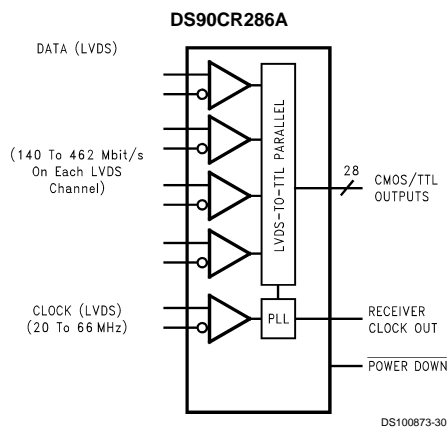 DS90CR286A
DATA (LVDS)
(140 To 462 Mbit/s
On Each LVDS
Channel)
LVDS-TO-TTL PARALLEL
28
CMOS/TTL
OUTPUTS
CLOCK (LVDS)
(20 To 66 MHz)
PLL
RECEIVER
CLOCK OUT
POWER DOWN
DS100873-30